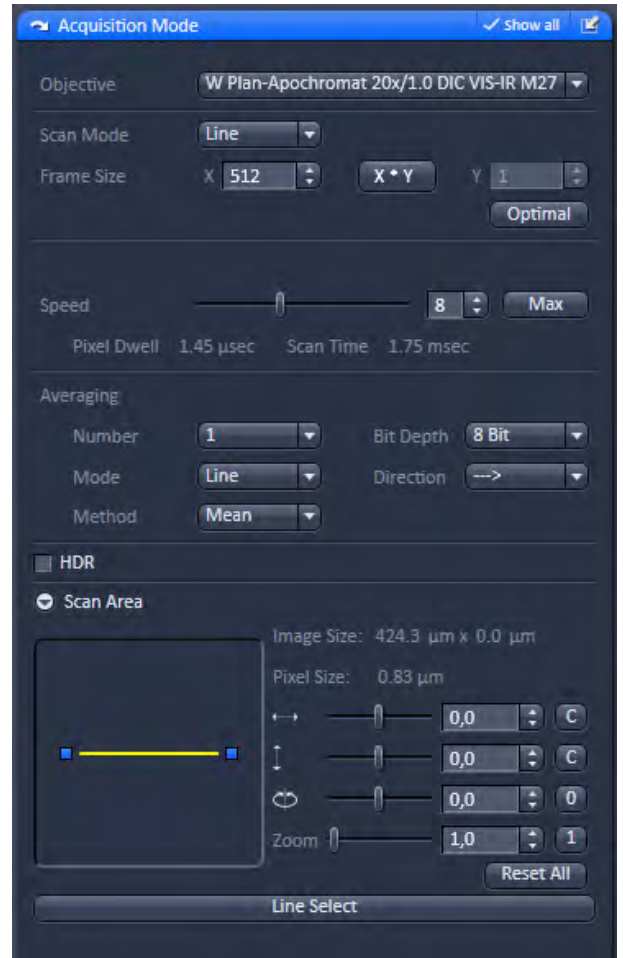 Acquisition Mode Show all
Objective W Plan-Apochromat 20x/1.0 DIC VIS-IR M27
Scan Mode Line
Frame Size X 512 X * Y Y 1
Optimal
Speed 8 Max
Pixel Dwell 1.45 µsec Scan Time 1.75 msec
Averaging
Number 1 Bit Depth 8 Bit
Mode Line Direction --->
Method Mean
HDR
Scan Area
Image Size: 424.3 µm x 0.0 µm
Pixel Size: 0.83 µm
0,0 C
0,0 C
0,0 0
Zoom 1,0 1
Reset All
Line Select